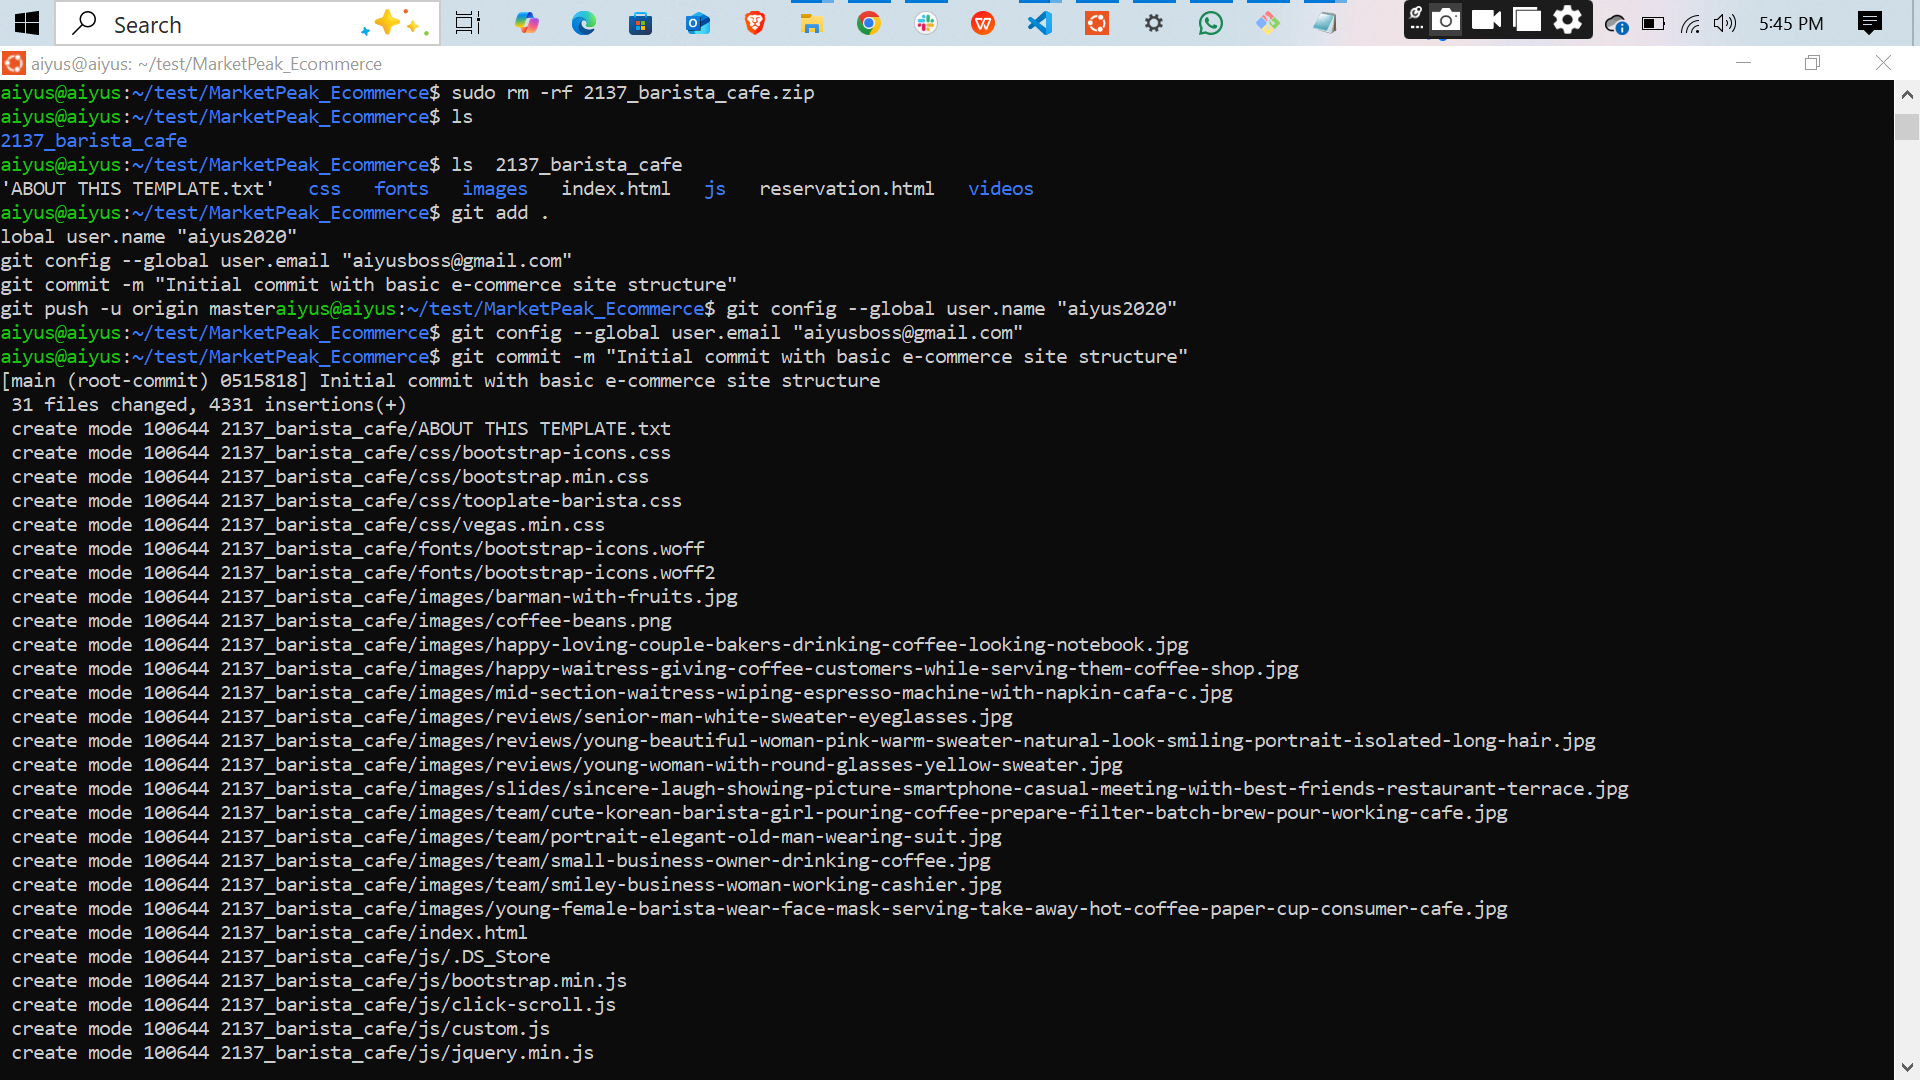 Search
5:45 PM
aiyus@aiyus: ~/test/MarketPeak_Ecommerce
aiyus@aiyus:~/test/MarketPeak_Ecommerce$ sudo rm -rf 2137_barista_cafe.zip
aiyus@aiyus:~/test/MarketPeak_Ecommerce$ ls
2137_barista_cafe
aiyus@aiyus:~/test/MarketPeak_Ecommerce$ ls  2137_barista_cafe
'ABOUT THIS TEMPLATE.txt'   css   fonts   images   index.html   js   reservation.html   videos
aiyus@aiyus:~/test/MarketPeak_Ecommerce$ git add .
lobal user.name "aiyus2020"
git config --global user.email "aiyusboss@gmail.com"
git commit -m "Initial commit with basic e-commerce site structure"
git push -u origin masteraiyus@aiyus:~/test/MarketPeak_Ecommerce$ git config --global user.name "aiyus2020"
aiyus@aiyus:~/test/MarketPeak_Ecommerce$ git config --global user.email "aiyusboss@gmail.com"
aiyus@aiyus:~/test/MarketPeak_Ecommerce$ git commit -m "Initial commit with basic e-commerce site structure"
[main (root-commit) 0515818] Initial commit with basic e-commerce site structure
 31 files changed, 4331 insertions(+)
 create mode 100644 2137_barista_cafe/ABOUT THIS TEMPLATE.txt
 create mode 100644 2137_barista_cafe/css/bootstrap-icons.css
 create mode 100644 2137_barista_cafe/css/bootstrap.min.css
 create mode 100644 2137_barista_cafe/css/tooplate-barista.css
 create mode 100644 2137_barista_cafe/css/vegas.min.css
 create mode 100644 2137_barista_cafe/fonts/bootstrap-icons.woff
 create mode 100644 2137_barista_cafe/fonts/bootstrap-icons.woff2
 create mode 100644 2137_barista_cafe/images/barman-with-fruits.jpg
 create mode 100644 2137_barista_cafe/images/coffee-beans.png
 create mode 100644 2137_barista_cafe/images/happy-loving-couple-bakers-drinking-coffee-looking-notebook.jpg
 create mode 100644 2137_barista_cafe/images/happy-waitress-giving-coffee-customers-while-serving-them-coffee-shop.jpg
 create mode 100644 2137_barista_cafe/images/mid-section-waitress-wiping-espresso-machine-with-napkin-cafa-c.jpg
 create mode 100644 2137_barista_cafe/images/reviews/senior-man-white-sweater-eyeglasses.jpg
 create mode 100644 2137_barista_cafe/images/reviews/young-beautiful-woman-pink-warm-sweater-natural-look-smiling-portrait-isolated-long-hair.jpg
 create mode 100644 2137_barista_cafe/images/reviews/young-woman-with-round-glasses-yellow-sweater.jpg
 create mode 100644 2137_barista_cafe/images/slides/sincere-laugh-showing-picture-smartphone-casual-meeting-with-best-friends-restaurant-terrace.jpg
 create mode 100644 2137_barista_cafe/images/team/cute-korean-barista-girl-pouring-coffee-prepare-filter-batch-brew-pour-working-cafe.jpg
 create mode 100644 2137_barista_cafe/images/team/portrait-elegant-old-man-wearing-suit.jpg
 create mode 100644 2137_barista_cafe/images/team/small-business-owner-drinking-coffee.jpg
 create mode 100644 2137_barista_cafe/images/team/smiley-business-woman-working-cashier.jpg
 create mode 100644 2137_barista_cafe/images/young-female-barista-wear-face-mask-serving-take-away-hot-coffee-paper-cup-consumer-cafe.jpg
 create mode 100644 2137_barista_cafe/index.html
 create mode 100644 2137_barista_cafe/js/.DS_Store
 create mode 100644 2137_barista_cafe/js/bootstrap.min.js
 create mode 100644 2137_barista_cafe/js/click-scroll.js
 create mode 100644 2137_barista_cafe/js/custom.js
 create mode 100644 2137_barista_cafe/js/jquery.min.js